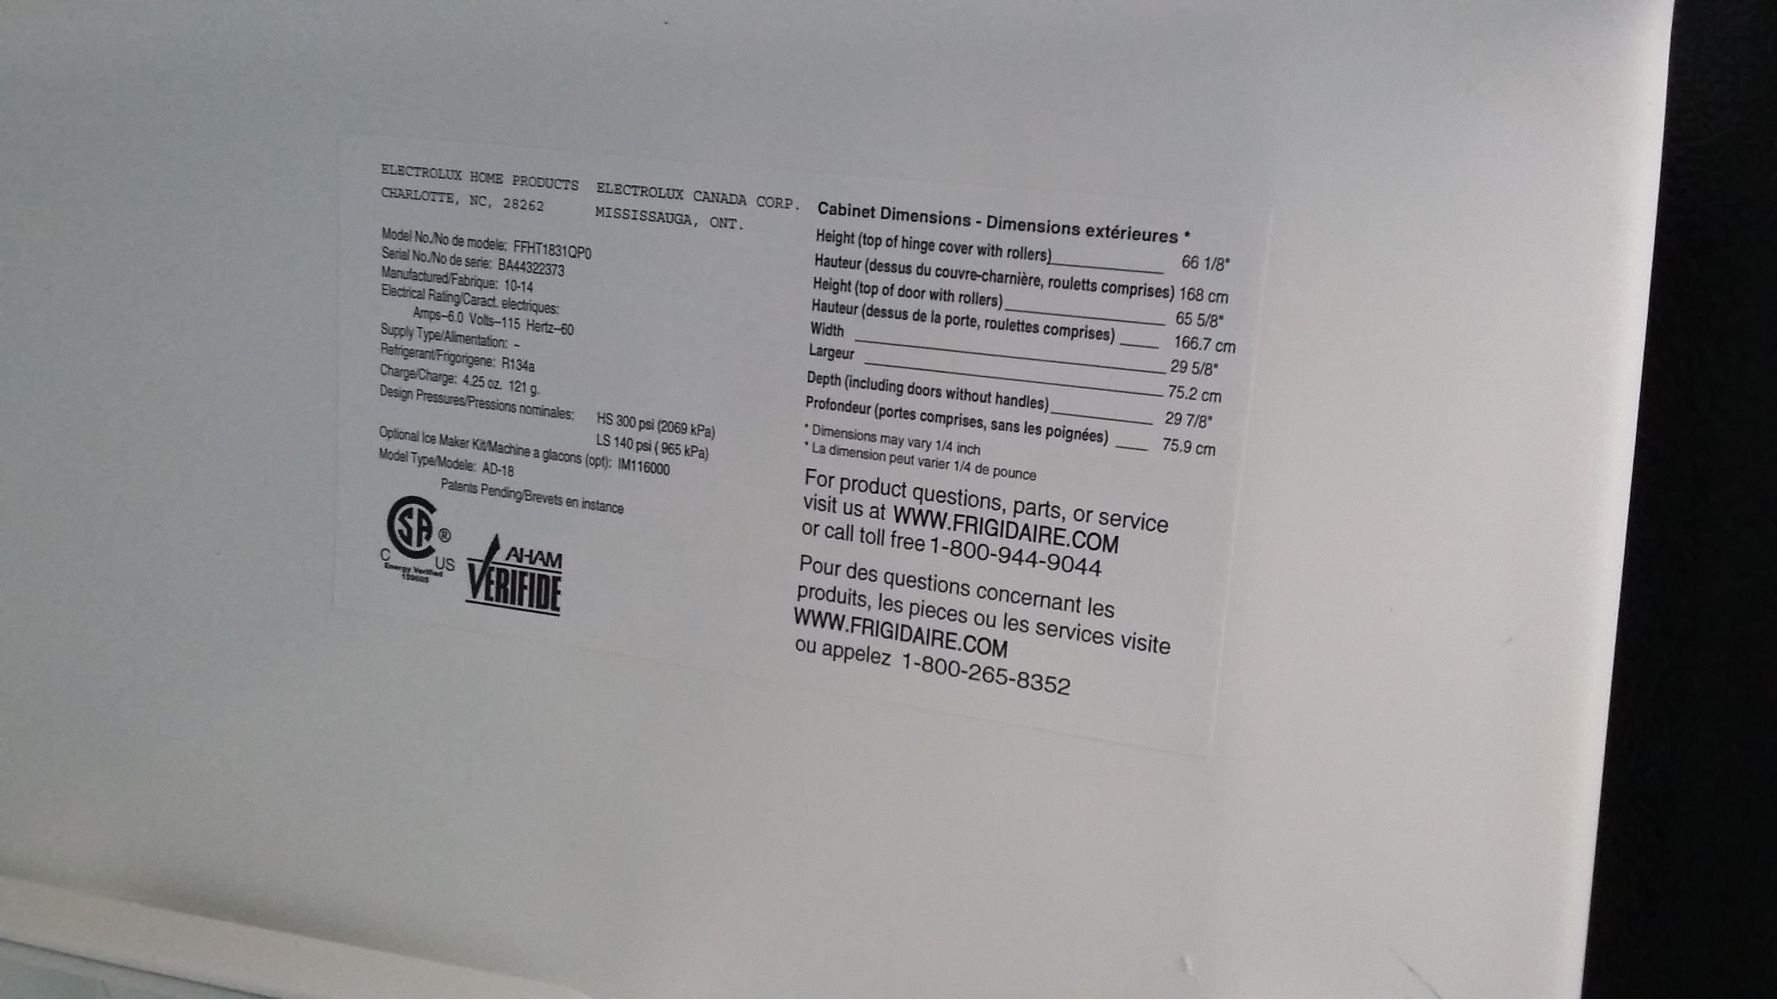 ELECTROLUX HOME PRODUCTS
CHARLOTTE, NC, 28262
ELECTROLUX CANADA CORP.
MISSISSAUGA, ONT.
Model No./No de modele: FFHT1831QP0
Serial No./No de serie: BA44322373
Manufactured/Fabrique: 10-14
Electrical Rating/Caract. electriques:
Amps–6.0 Volts–115 Hertz–60
Supply Type/Alimentation: -
Refrigerant/Frigorigene: R134a
Charge/Charge: 4.25 oz. 121 g.
Design Pressures/Pressions nominales: HS 300 psi (2069 kPa)
LS 140 psi ( 965 kPa)
Optional Ice Maker Kit/Machine a glacons (opt): IM116000
Model Type/Modele: AD-18
Patents Pending/Brevets en instance
SA ®
C US
Energy Verified
AHAM
VERIFIDE
Cabinet Dimensions - Dimensions extérieures *
Height (top of hinge cover with rollers) 66 1/8"
Hauteur (dessus du couvre-charnière, rouletts comprises) 168 cm
Height (top of door with rollers) 65 5/8"
Hauteur (dessus de la porte, roulettes comprises) 166.7 cm
Width 29 5/8"
Largeur 75.2 cm
Depth (including doors without handles) 29 7/8"
Profondeur (portes comprises, sans les poignées) 75.9 cm
* Dimensions may vary 1/4 inch
* La dimension peut varier 1/4 de pounce
For product questions, parts, or service
visit us at WWW.FRIGIDAIRE.COM
or call toll free 1-800-944-9044
Pour des questions concernant les
produits, les pieces ou les services visite
WWW.FRIGIDAIRE.COM
ou appelez 1-800-265-8352